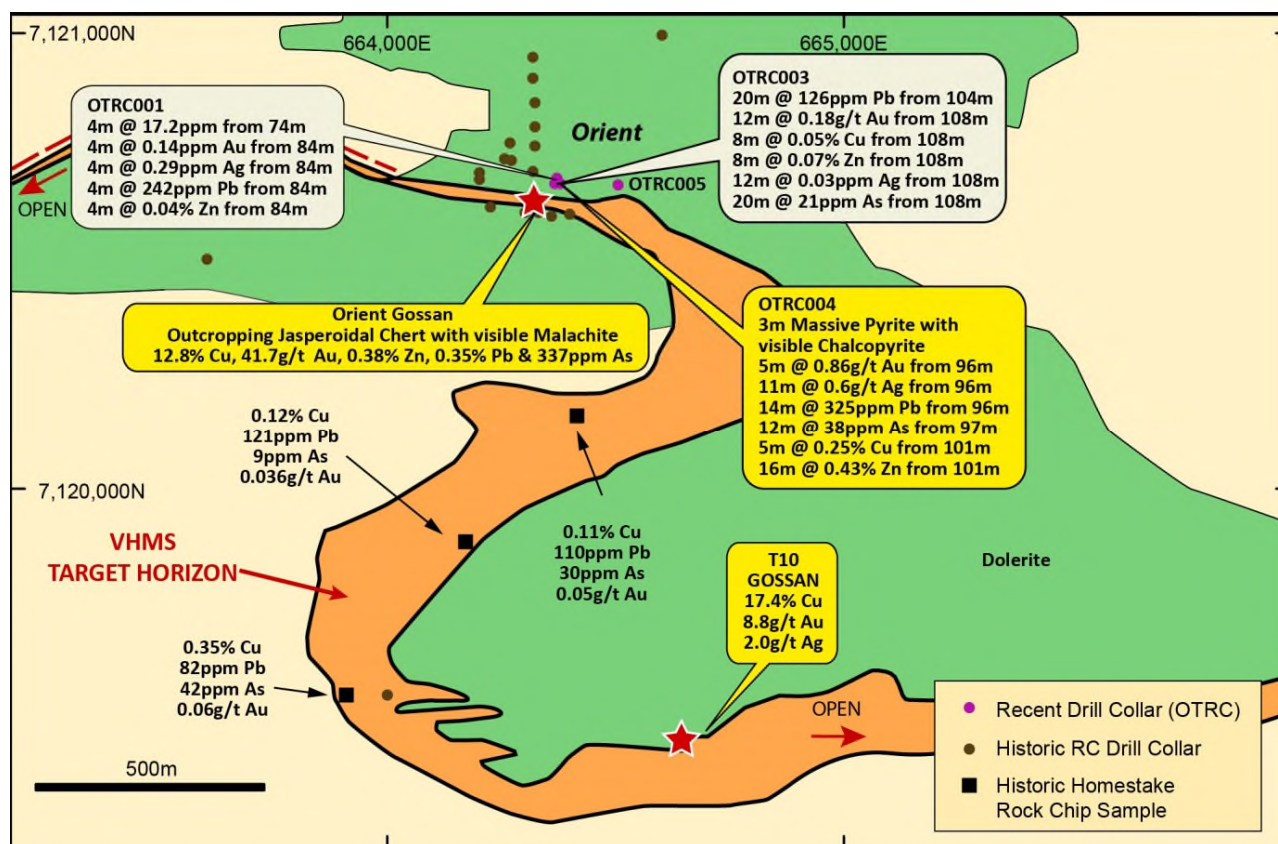 7,121,000N
664,000E
665,000E
OTRC001
4m @ 17.2ppm from 74m
4m @ 0.14ppm Au from 84m
4m @ 0.29ppm Ag from 84m
4m @ 242ppm Pb from 84m
4m @ 0.04% Zn from 84m
Orient
OTRC003
20m @ 126ppm Pb from 104m
12m @ 0.18g/t Au from 108m
8m @ 0.05% Cu from 108m
8m @ 0.07% Zn from 108m
12m @ 0.03ppm Ag from 108m
20m @ 21ppm As from 108m
OTRC005
OPEN
Orient Gossan
Outcropping Jasperoidal Chert with visible Malachite
12.8% Cu, 41.7g/t Au, 0.38% Zn, 0.35% Pb & 337ppm As
OTRC004
3m Massive Pyrite with
visible Chalcopyrite
5m @ 0.86g/t Au from 96m
11m @ 0.6g/t Ag from 96m
14m @ 325ppm Pb from 96m
12m @ 38ppm As from 97m
5m @ 0.25% Cu from 101m
16m @ 0.43% Zn from 101m
0.12% Cu
121ppm Pb
9ppm As
0.036g/t Au
7,120,000N
0.11% Cu
110ppm Pb
30ppm As
0.05g/t Au
VHMS
TARGET HORIZON
T10
GOSSAN
17.4% Cu
8.8g/t Au
2.0g/t Ag
Dolerite
0.35% Cu
82ppm Pb
42ppm As
0.06g/t Au
OPEN
500m
Recent Drill Collar (OTRC)
Historic RC Drill Collar
Historic Homestake
Rock Chip Sample